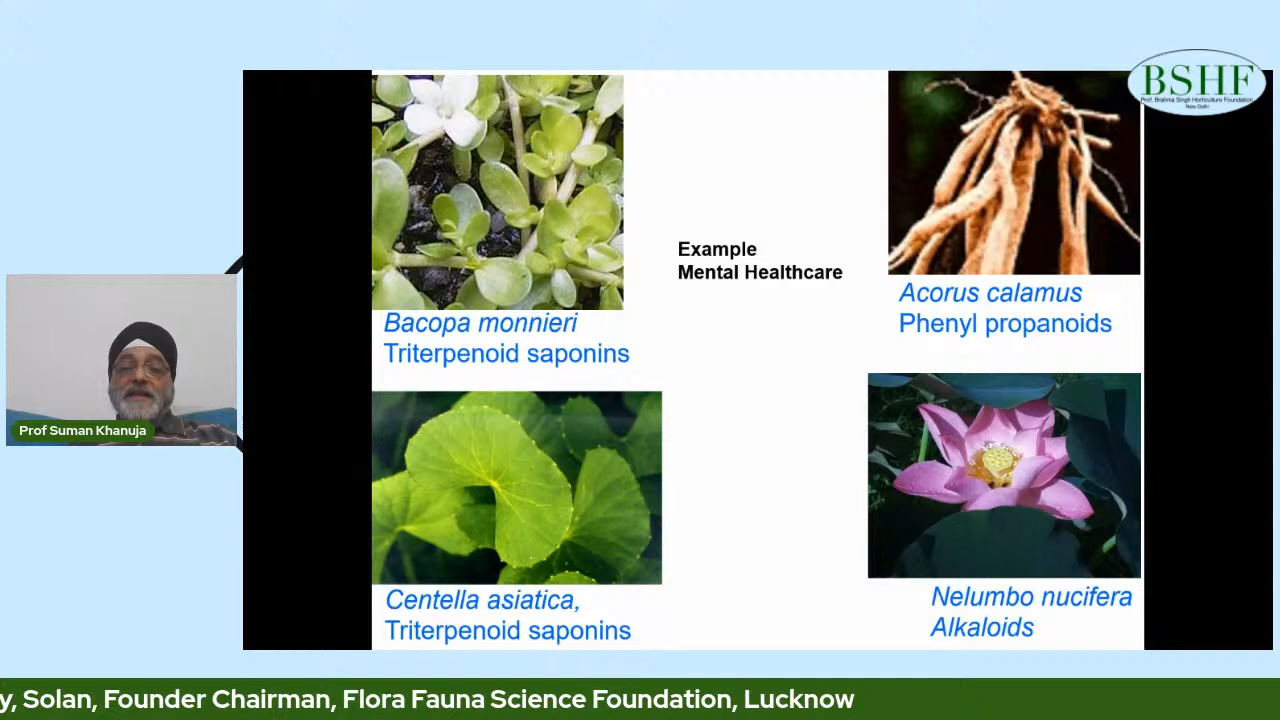 BSHF
Prof. Brahma Singh Horticulture Foundation
New Delhi
Example
Mental Healthcare
Bacopa monnieri
Triterpenoid saponins
Acorus calamus
Phenyl propanoids
Prof Suman Khanuja
Centella asiatica,
Triterpenoid saponins
Nelumbo nucifera
Alkaloids
y, Solan, Founder Chairman, Flora Fauna Science Foundation, Lucknow